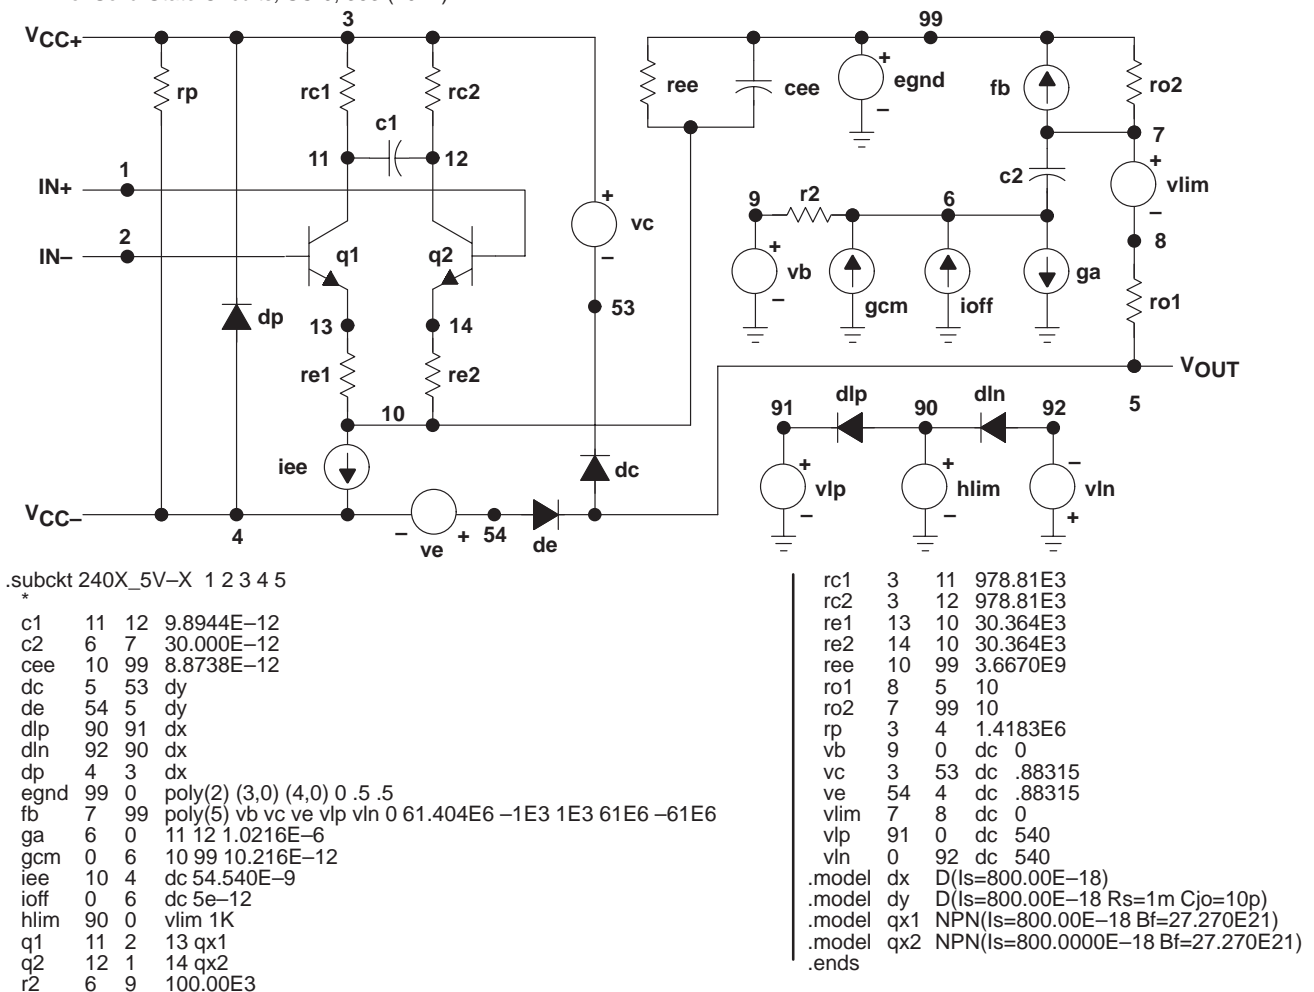 3
99
VCC+
rp
rc1
rc2
ree
cee
egnd
+
–
fb
ro2
c1
7
11
12
1
IN+
2
IN–
q1
q2
+
vc
–
c2
+
vlim
–
9
r2
6
8
+
vb
–
gcm
ioff
ga
dp
13
14
53
ro1
re1
re2
VOUT
5
10
dlp
dln
91
90
92
iee
dc
+
vlp
–
+
hlim
–
–
vln
+
VCC–
4
–
ve
+
54
de
.subckt 240X_5V–X 1 2 3 4 5
*
c1 11 12 9.8944E–12
c2 6 7 30.000E–12
cee 10 99 8.8738E–12
dc 5 53 dy
de 54 5 dy
dlp 90 91 dx
dln 92 90 dx
dp 4 3 dx
egnd 99 0 poly(2) (3,0) (4,0) 0 .5 .5
fb 7 99 poly(5) vb vc ve vlp vln 0 61.404E6 –1E3 1E3 61E6 –61E6
ga 6 0 11 12 1.0216E–6
gcm 0 6 10 99 10.216E–12
iee 10 4 dc 54.540E–9
ioff 0 6 dc 5e–12
hlim 90 0 vlim 1K
q1 11 2 13 qx1
q2 12 1 14 qx2
r2 6 9 100.00E3
rc1 3 11 978.81E3
rc2 3 12 978.81E3
re1 13 10 30.364E3
re2 14 10 30.364E3
ree 10 99 3.6670E9
ro1 8 5 10
ro2 7 99 10
rp 3 4 1.4183E6
vb 9 0 dc 0
vc 3 53 dc .88315
ve 54 4 dc .88315
vlim 7 8 dc 0
vlp 91 0 dc 540
vln 0 92 dc 540
.model dx D(Is=800.00E–18)
.model dy D(Is=800.00E–18 Rs=1m Cjo=10p)
.model qx1 NPN(Is=800.00E–18 Bf=27.270E21)
.model qx2 NPN(Is=800.0000E–18 Bf=27.270E21)
.ends